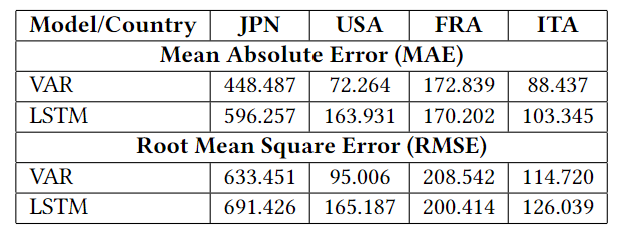 Model/Country JPN USA FRA ITA
Mean Absolute Error (MAE)
VAR 448.487 72.264 172.839 88.437
LSTM 596.257 163.931 170.202 103.345
Root Mean Square Error (RMSE)
VAR 633.451 95.006 208.542 114.720
LSTM 691.426 165.187 200.414 126.039